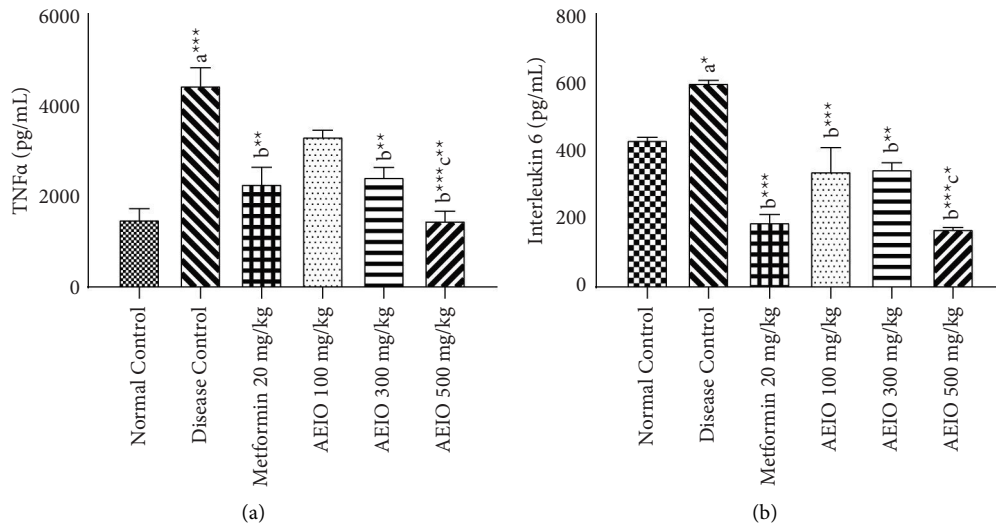 6000
4000
2000
0
TNFα (pg/mL)
a***
b**
b**
b***c**
Normal Control
Disease Control
Metformin 20 mg/kg
AEIO 100 mg/kg
AEIO 300 mg/kg
AEIO 500 mg/kg
(a)
800
600
400
200
0
Interleukin 6 (pg/mL)
a*
b***
b***
b**
b***c*
Normal Control
Disease Control
Metformin 20 mg/kg
AEIO 100 mg/kg
AEIO 300 mg/kg
AEIO 500 mg/kg
(b)